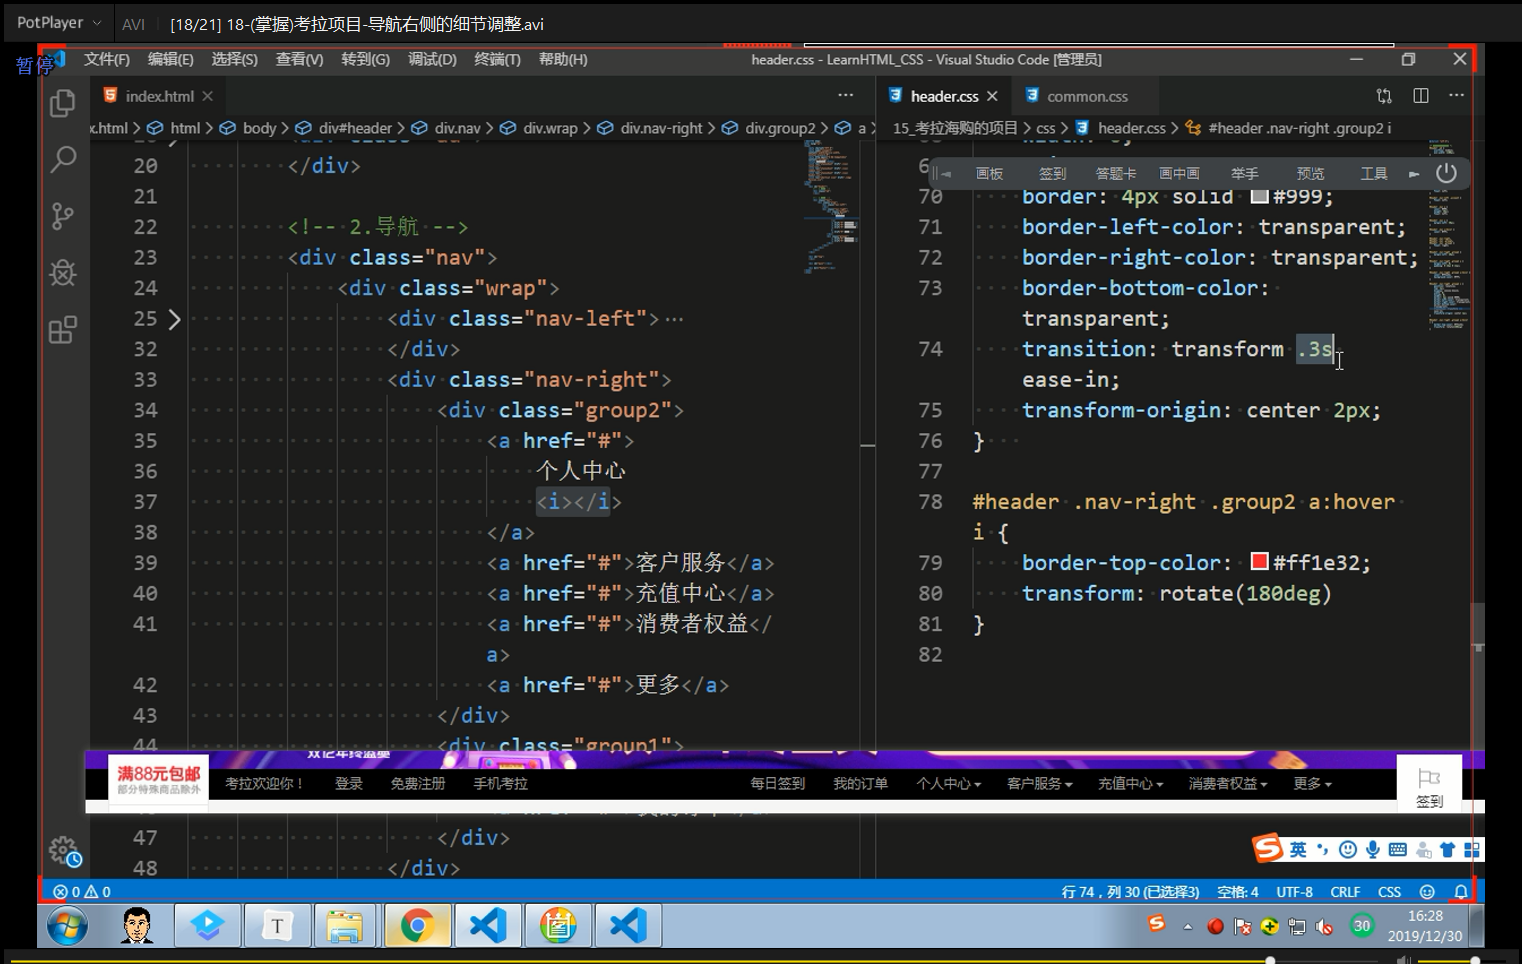 PotPlayer
AVI
[18/21] 18-(掌握)考拉项目-导航右侧的细节调整.avi
暂停
文件(F) 编辑(E) 选择(S) 查看(V) 转到(G) 调试(D) 终端(T) 帮助(H)
header.css - LearnHTML_CSS - Visual Studio Code [管理员]
index.html
header.css
common.css
x.html > html > body > div#header > div.nav > div.wrap > div.nav-right > div.group2 > a >
15_考拉海购的项目 > css > header.css > #header .nav-right .group2 i
画板 签到 答题卡 画中画 举手 预览 工具
20 </div>
21
22 <!-- 2.导航 -->
23 <div class="nav">
24 <div class="wrap">
25 <div class="nav-left">…
32 </div>
33 <div class="nav-right">
34 <div class="group2">
35 <a href="#">
36 个人中心
37 <i></i>
38 </a>
39 <a href="#">客户服务</a>
40 <a href="#">充值中心</a>
41 <a href="#">消费者权益</
a>
42 <a href="#">更多</a>
43 </div>
44 <div class="group1">
47 </div>
48 </div>
70 border: 4px solid #999;
71 border-left-color: transparent;
72 border-right-color: transparent;
73 border-bottom-color:
transparent;
74 transition: transform .3s
ease-in;
75 transform-origin: center 2px;
76 }
77
78 #header .nav-right .group2 a:hover
i {
79 border-top-color: #ff1e32;
80 transform: rotate(180deg)
81 }
82
满88元包邮
部分特殊商品除外
考拉欢迎你！ 登录 免费注册 手机考拉 每日签到 我的订单 个人中心 客户服务 充值中心 消费者权益 更多
签到
英
0 0
行 74，列 30 (已选择3) 空格: 4 UTF-8 CRLF CSS
T
30
16:28
2019/12/30